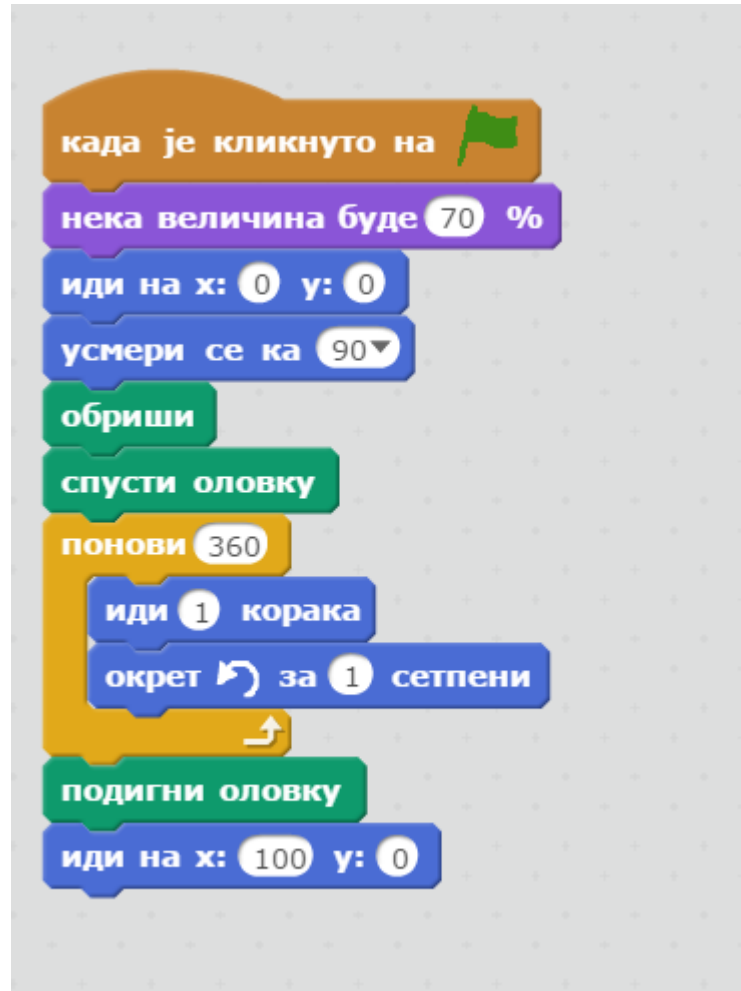 када је кликнуто на
нека величина буде 70 %
иди на x: 0 y: 0
усмери се ка 90
обриши
спусти оловку
понови 360
иди 1 корака
окрет за 1 сетпени
подигни оловку
иди на x: 100 y: 0